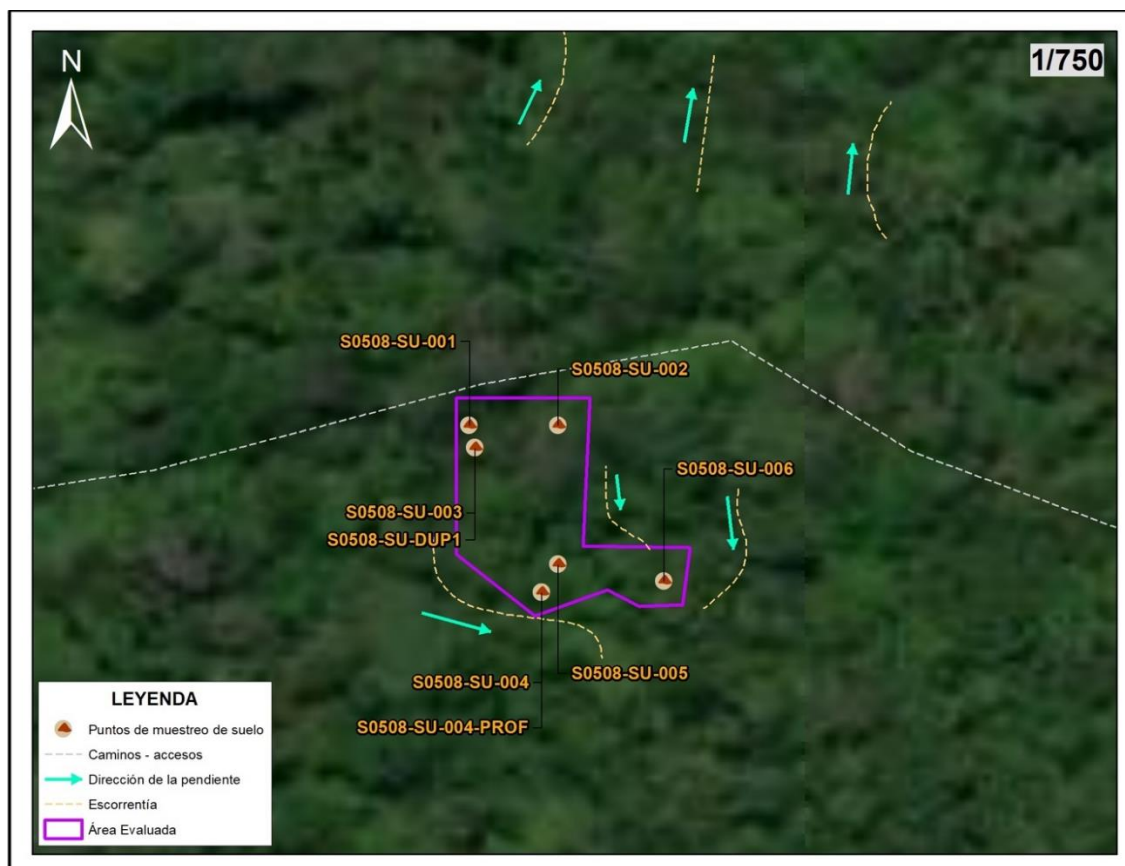 N
1/750
S0508-SU-001
S0508-SU-002
S0508-SU-006
S0508-SU-003
S0508-SU-DUP1
S0508-SU-005
S0508-SU-004
S0508-SU-004-PROF
LEYENDA
Puntos de muestreo de suelo
Caminos - accesos
Dirección de la pendiente
Escorrentía
Área Evaluada